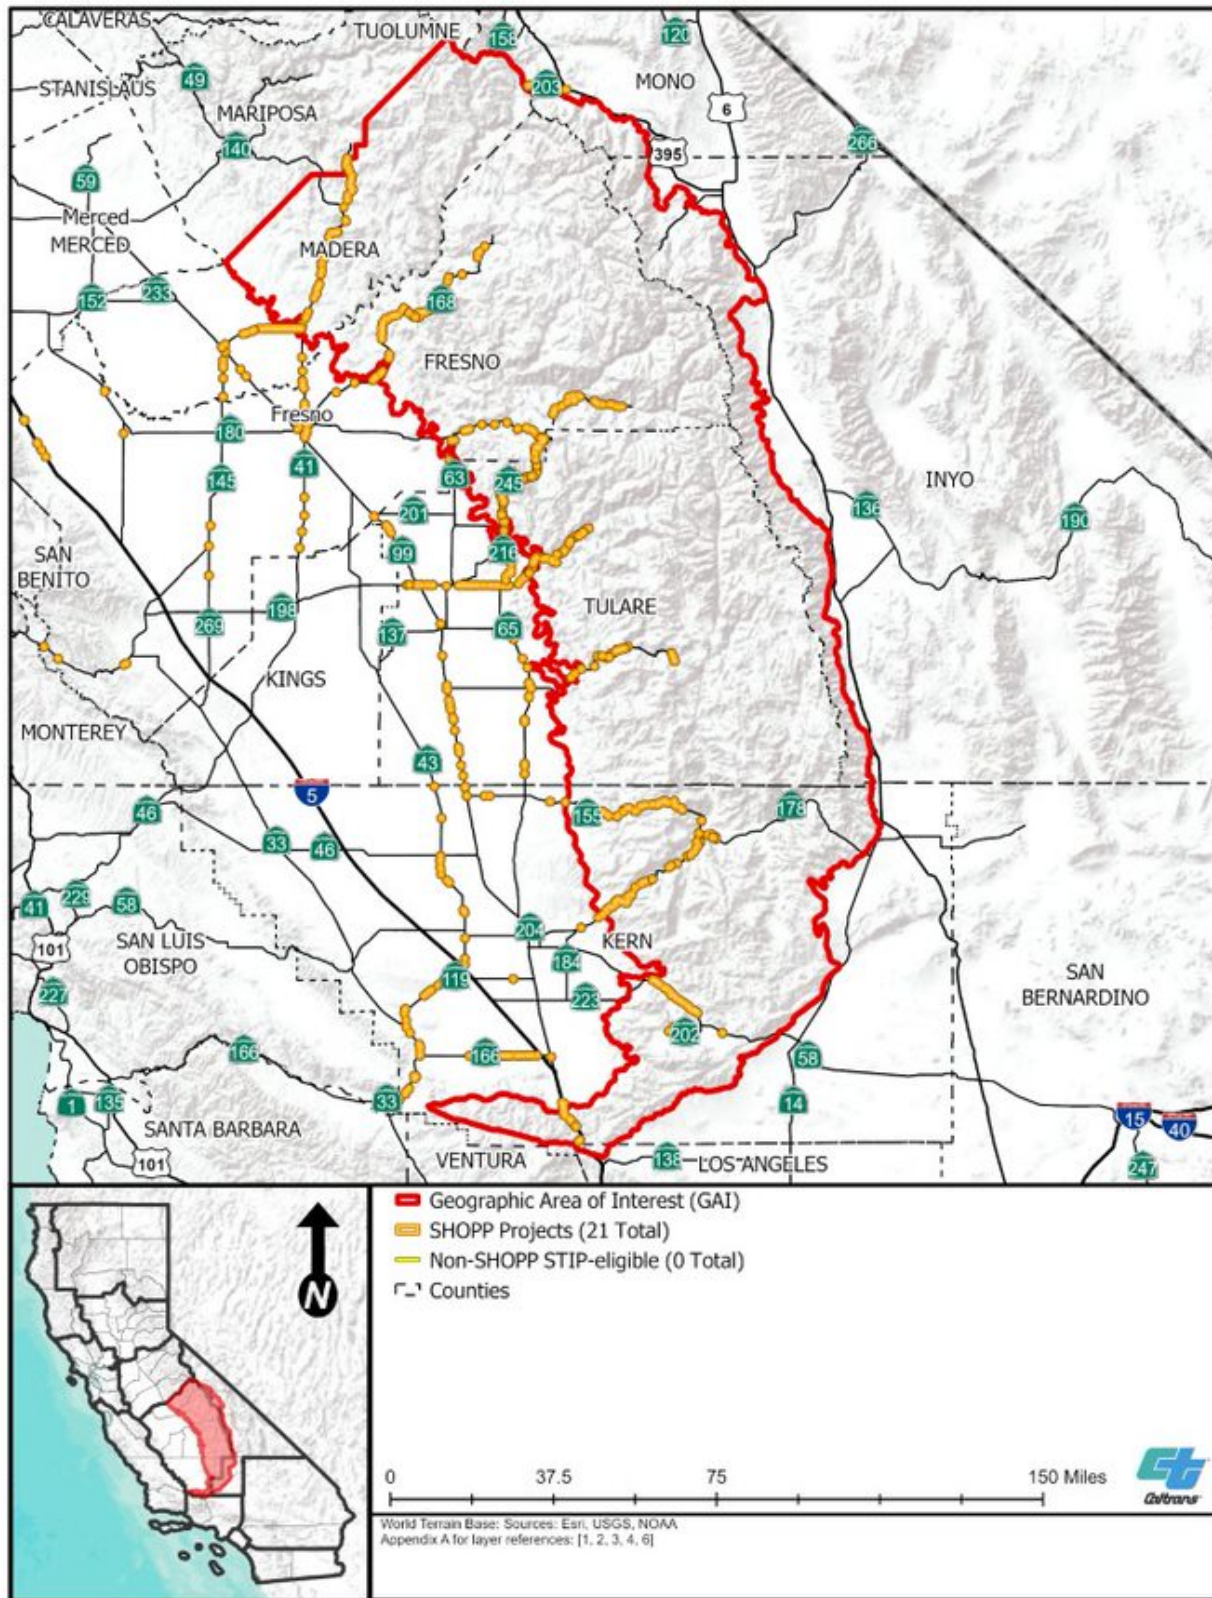 CALAVERAS
TUOLUMNE
158
120
49
203
MONO
STANISLAUS
6
MARIPOSA
140
395
266
59
Merced
MERCED
MADERA
152
233
168
FRESNO
Fresno
180
41
63
145
245
INYO
136
190
201
SAN
BENITO
99
216
198
TULARE
269
137
65
KINGS
MONTEREY
43
5
46
155
178
33
46
41
229
58
101
SAN LUIS
OBISPO
204
KERN
184
119
SAN
BERNARDINO
227
223
202
166
166
58
1
135
33
14
15
40
SANTA BARBARA
101
VENTURA
138
LOS ANGELES
247
Geographic Area of Interest (GAI)
SHOPP Projects (21 Total)
Non-SHOPP STIP-eligible (0 Total)
Counties
N
0 37.5 75 150 Miles
Ct
Caltrans
World Terrain Base: Sources: Esri, USGS, NOAA
Appendix A for layer references: [1, 2, 3, 4, 6]